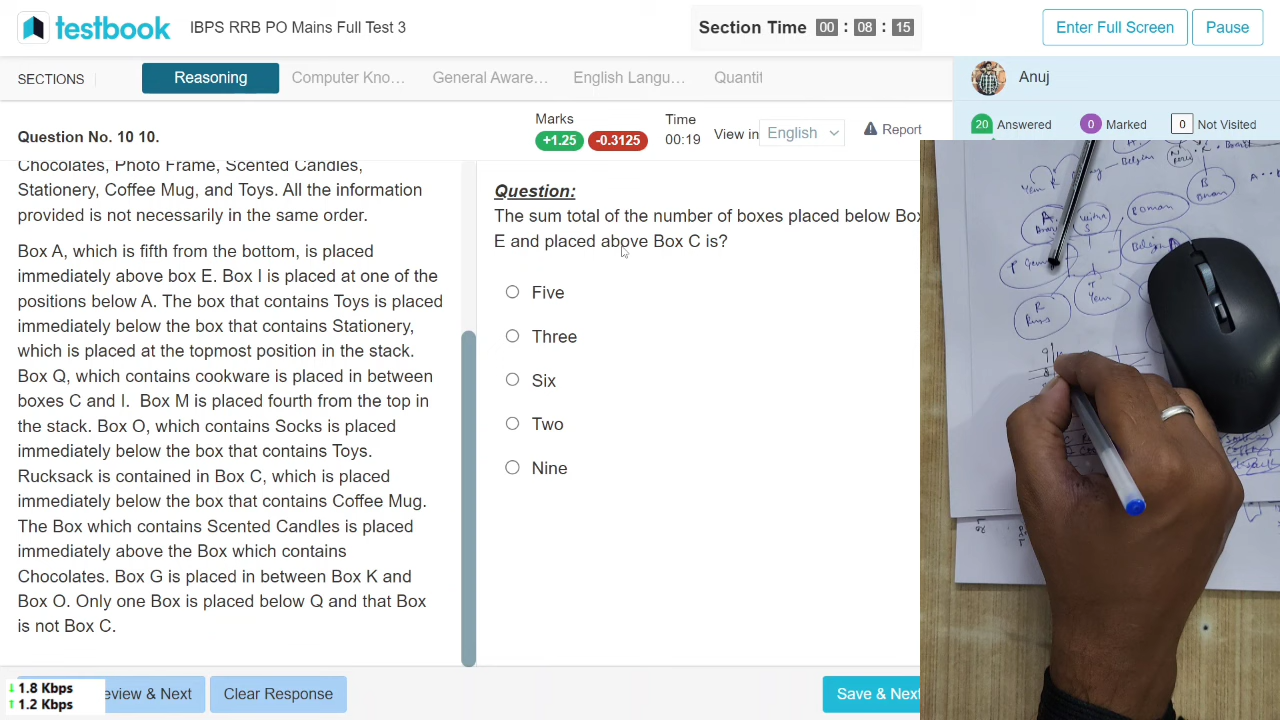 testbook
IBPS RRB PO Mains Full Test 3
Section Time 00 : 08 : 15
Enter Full Screen
Pause
SECTIONS
Reasoning
Computer Kno...
General Aware...
English Langu...
Quantit
Anuj
20 Answered
0 Marked
0 Not Visited
Question No. 10 10.
Marks
+1.25 -0.3125
Time
00:19
View in English
Report
Chocolates, Photo Frame, Scented Candles,
Stationery, Coffee Mug, and Toys. All the information
provided is not necessarily in the same order.
Box A, which is fifth from the bottom, is placed
immediately above box E. Box I is placed at one of the
positions below A. The box that contains Toys is placed
immediately below the box that contains Stationery,
which is placed at the topmost position in the stack.
Box Q, which contains cookware is placed in between
boxes C and I. Box M is placed fourth from the top in
the stack. Box O, which contains Socks is placed
immediately below the box that contains Toys.
Rucksack is contained in Box C, which is placed
immediately below the box that contains Coffee Mug.
The Box which contains Scented Candles is placed
immediately above the Box which contains
Chocolates. Box G is placed in between Box K and
Box O. Only one Box is placed below Q and that Box
is not Box C.
Question:
The sum total of the number of boxes placed below Box
E and placed above Box C is?
Five
Three
Six
Two
Nine
A.
S
Roman
B
R
T
Yem
9
8
1.8 Kbps
1.2 Kbps
eview & Next
Clear Response
Save & Next